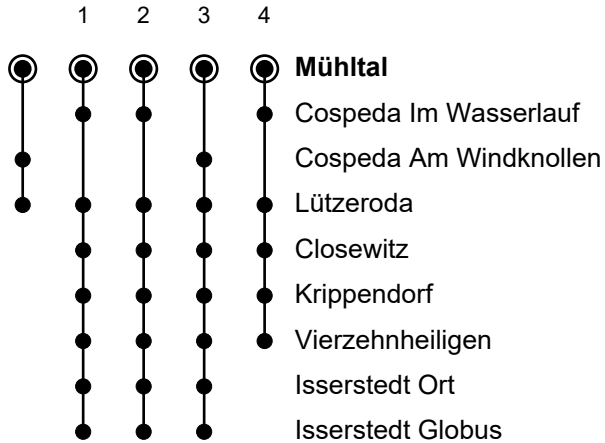 1 2 3 4
Mühltal
Cospeda Im Wasserlauf
Cospeda Am Windknollen
Lützeroda
Closewitz
Krippendorf
Vierzehnheiligen
Isserstedt Ort
Isserstedt Globus